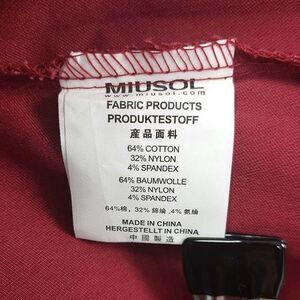 MIUSOL
www.miusol.com
FABRIC PRODUCTS
PRODUKTESTOFF
産品面料
64% COTTON
32% NYLON
4% SPANDEX
64% BAUMWOLLE
32% NYLON
4% SPANDEX
64%棉, 32% 錦綸 ,4% 氨綸
MADE IN CHINA
HERGESTELLT IN CHINA
中國製造